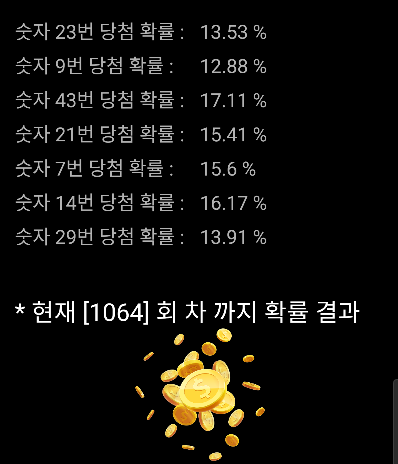 숫자 23번 당첨 확률 : 13.53 %
숫자 9번 당첨 확률 : 12.88 %
숫자 43번 당첨 확률 : 17.11 %
숫자 21번 당첨 확률 : 15.41 %
숫자 7번 당첨 확률 : 15.6 %
숫자 14번 당첨 확률 : 16.17 %
숫자 29번 당첨 확률 : 13.91 %
* 현재 [1064] 회 차 까지 확률 결과